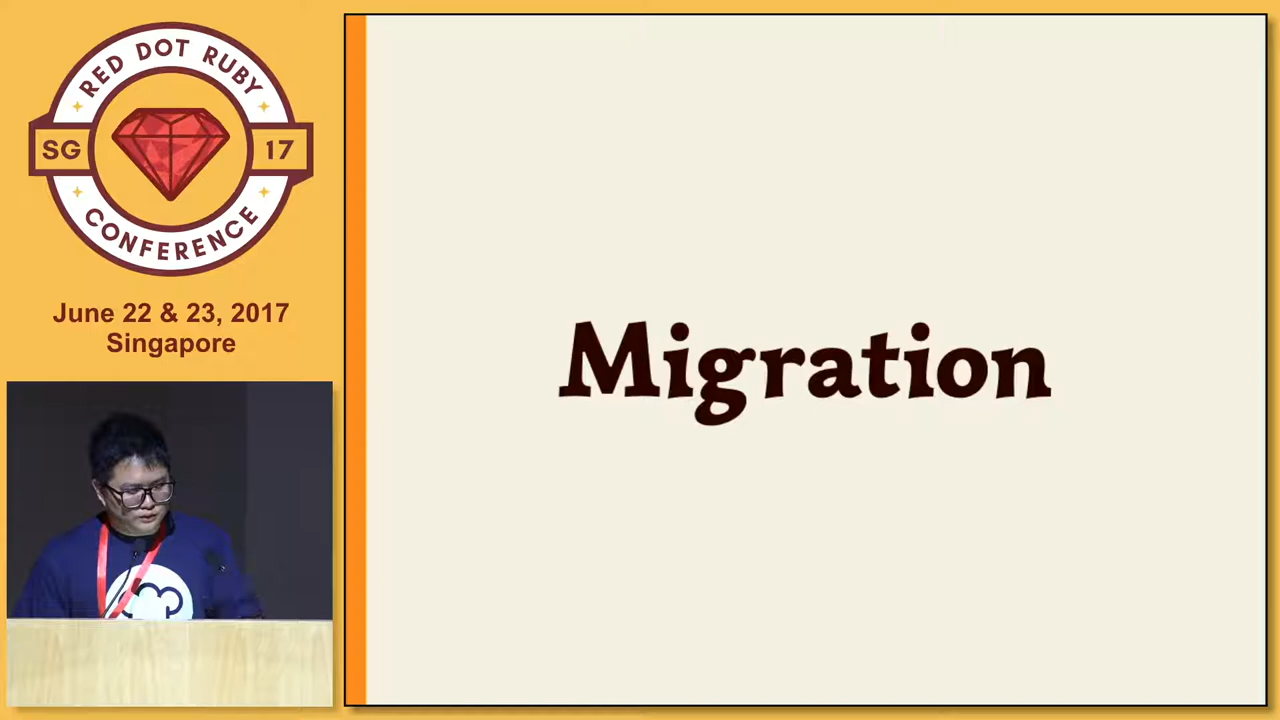 RED DOT RUBY
SG 17
CONFERENCE
June 22 & 23, 2017
Singapore
Migration